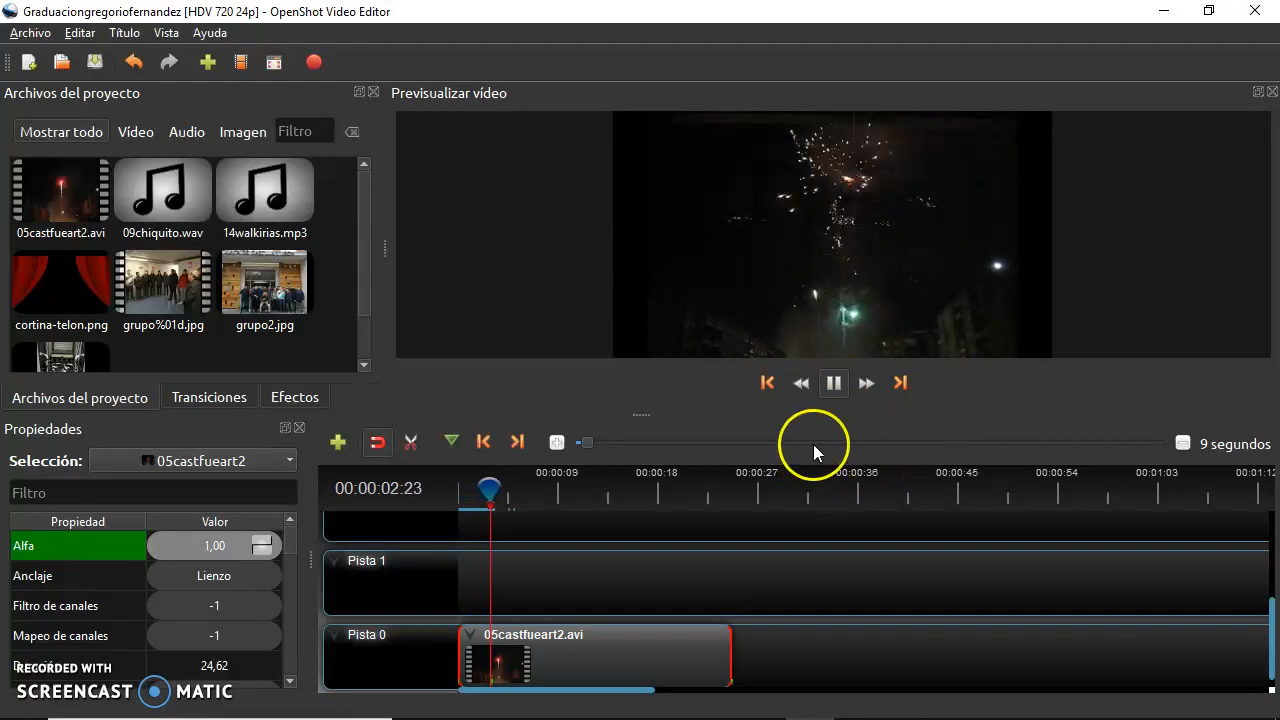 Graduaciongregoriofernandez [HDV 720 24p] - OpenShot Video Editor
Archivo Editar Título Vista Ayuda
Archivos del proyecto
Previsualizar vídeo
Mostrar todo Vídeo Audio Imagen Filtro
05castfueart2.avi 09chiquito.wav 14walkirias.mp3
cortina-telon.png grupo%01d.jpg grupo2.jpg
Archivos del proyecto Transiciones Efectos
Propiedades
9 segundos
Selección: 05castfueart2
Filtro
00:00:02:23
00:00:09 00:00:18 00:00:27 00:00:36 00:00:45 00:00:54 00:01:03 00:01:12
Propiedad Valor
Alfa 1,00
Anclaje Lienzo
Filtro de canales -1
Mapeo de canales -1
24,62
Pista 1
Pista 0
05castfueart2.avi
RECORDED WITH
SCREENCAST MATIC